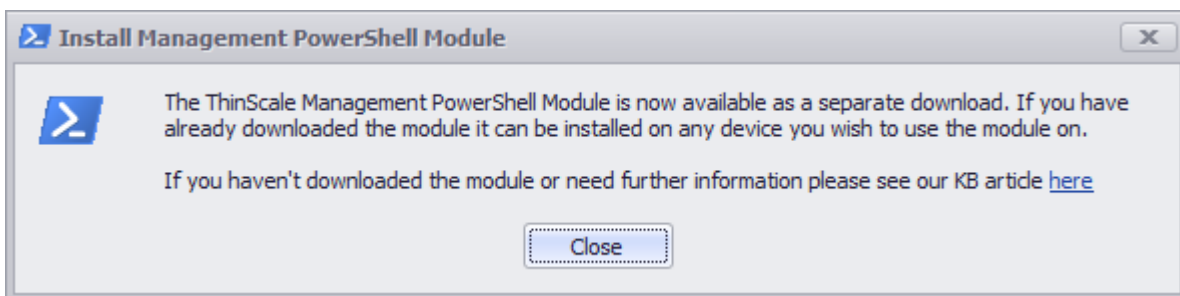 Install Management PowerShell Module
The ThinScale Management PowerShell Module is now available as a separate download. If you have
already downloaded the module it can be installed on any device you wish to use the module on.
If you haven't downloaded the module or need further information please see our KB article here
Close